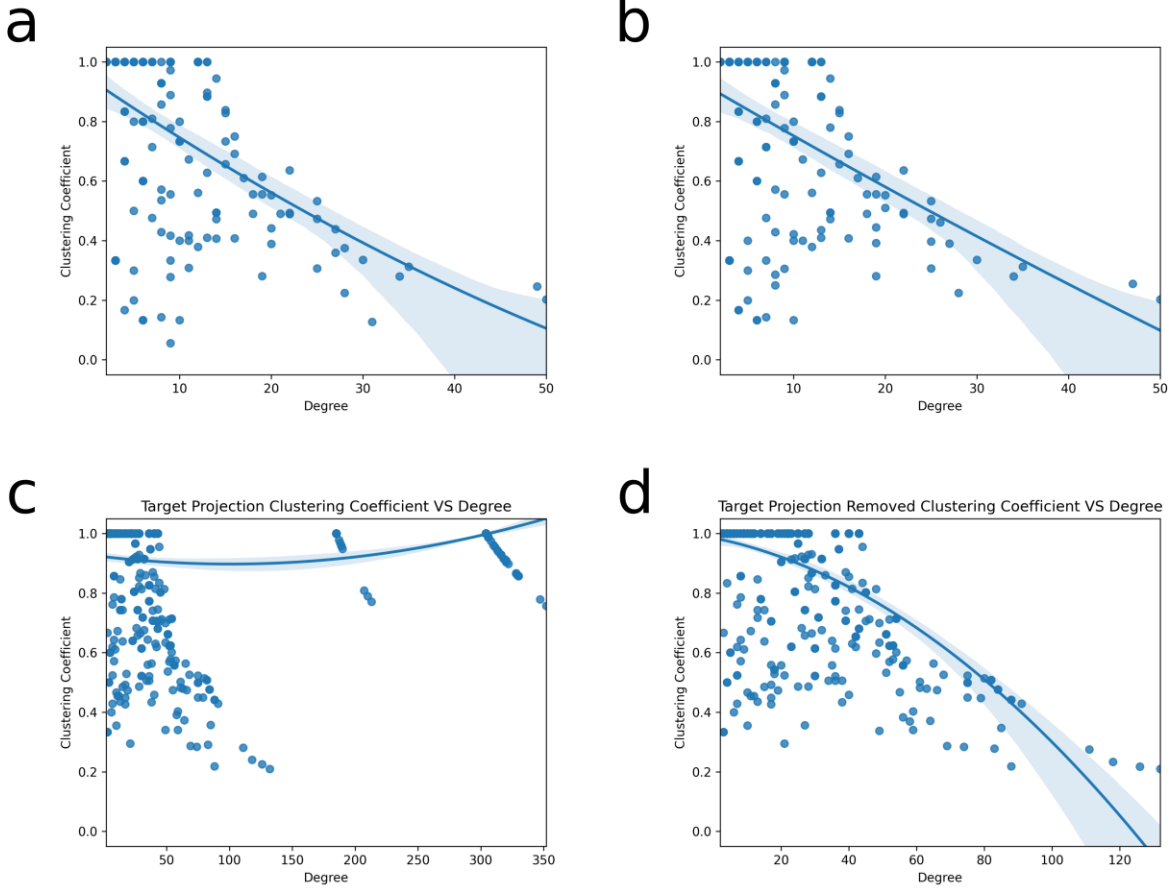 a
1.0
0.8
0.6
0.4
0.2
0.0
Clustering Coefficient
10 20 30 40 50
Degree
b
1.0
0.8
0.6
0.4
0.2
0.0
Clustering Coefficient
10 20 30 40 50
Degree
c
Target Projection Clustering Coefficient VS Degree
1.0
0.8
0.6
0.4
0.2
0.0
Clustering Coefficient
50 100 150 200 250 300 350
Degree
d
Target Projection Removed Clustering Coefficient VS Degree
1.0
0.8
0.6
0.4
0.2
0.0
Clustering Coefficient
20 40 60 80 100 120
Degree